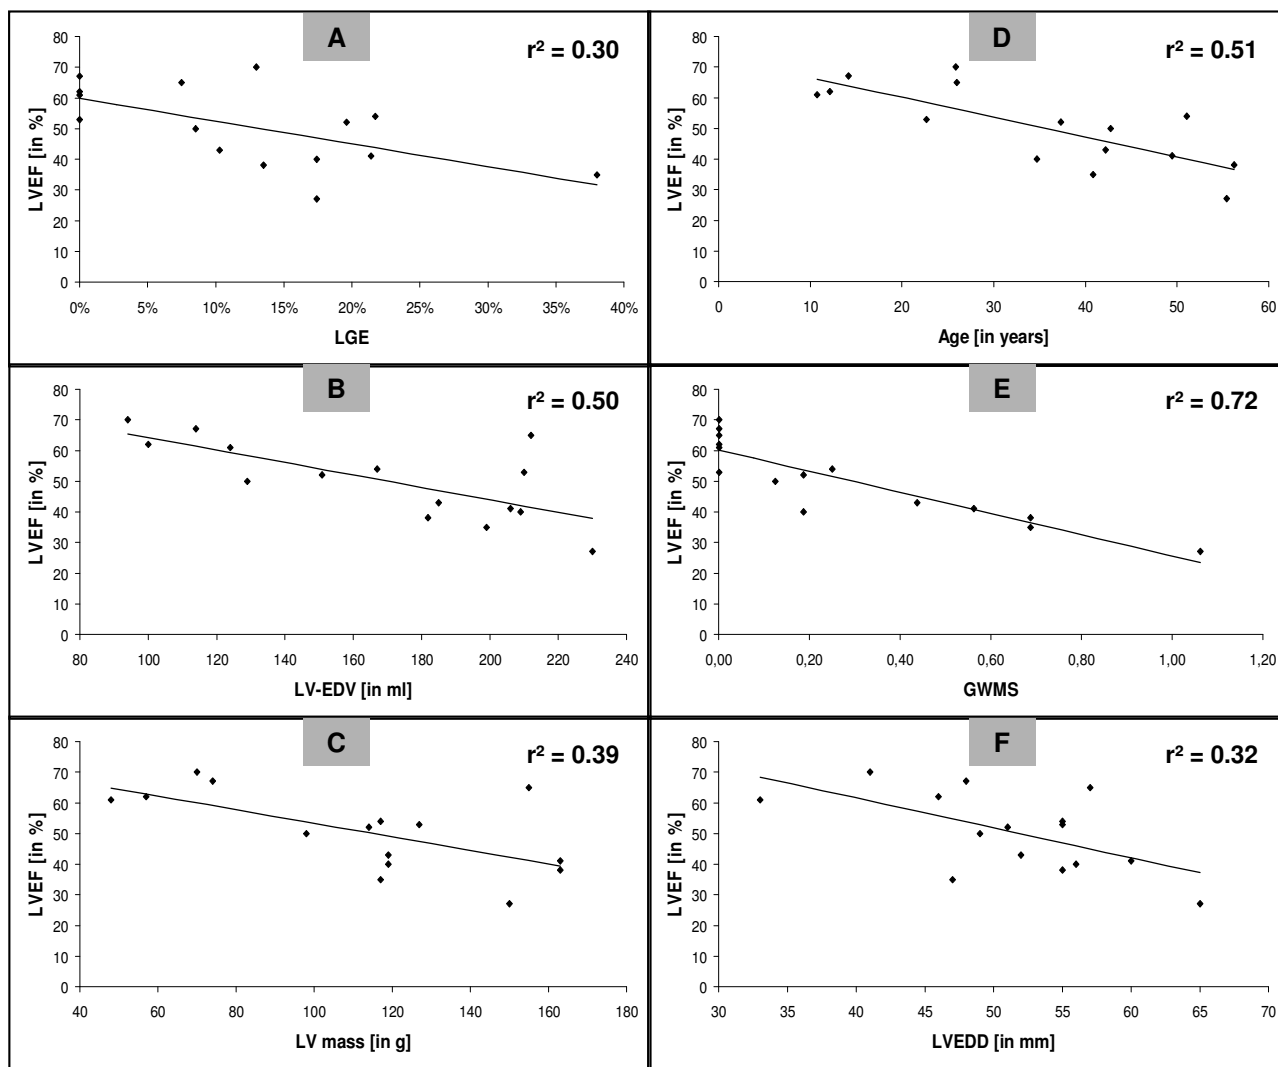 A
r² = 0.30
LVEF [in %]
80
70
60
50
40
30
20
10
0
0% 5% 10% 15% 20% 25% 30% 35% 40%
LGE
D
r² = 0.51
LVEF [in %]
80
70
60
50
40
30
20
10
0
0 10 20 30 40 50 60
Age [in years]
B
r² = 0.50
LVEF [in %]
80
70
60
50
40
30
20
10
0
80 100 120 140 160 180 200 220 240
LV-EDV [in ml]
E
r² = 0.72
LVEF [in %]
80
70
60
50
40
30
20
10
0
0,00 0,20 0,40 0,60 0,80 1,00 1,20
GWMS
C
r² = 0.39
LVEF [in %]
80
70
60
50
40
30
20
10
0
40 60 80 100 120 140 160 180
LV mass [in g]
F
r² = 0.32
LVEF [in %]
80
70
60
50
40
30
20
10
0
30 35 40 45 50 55 60 65 70
LVEDD [in mm]